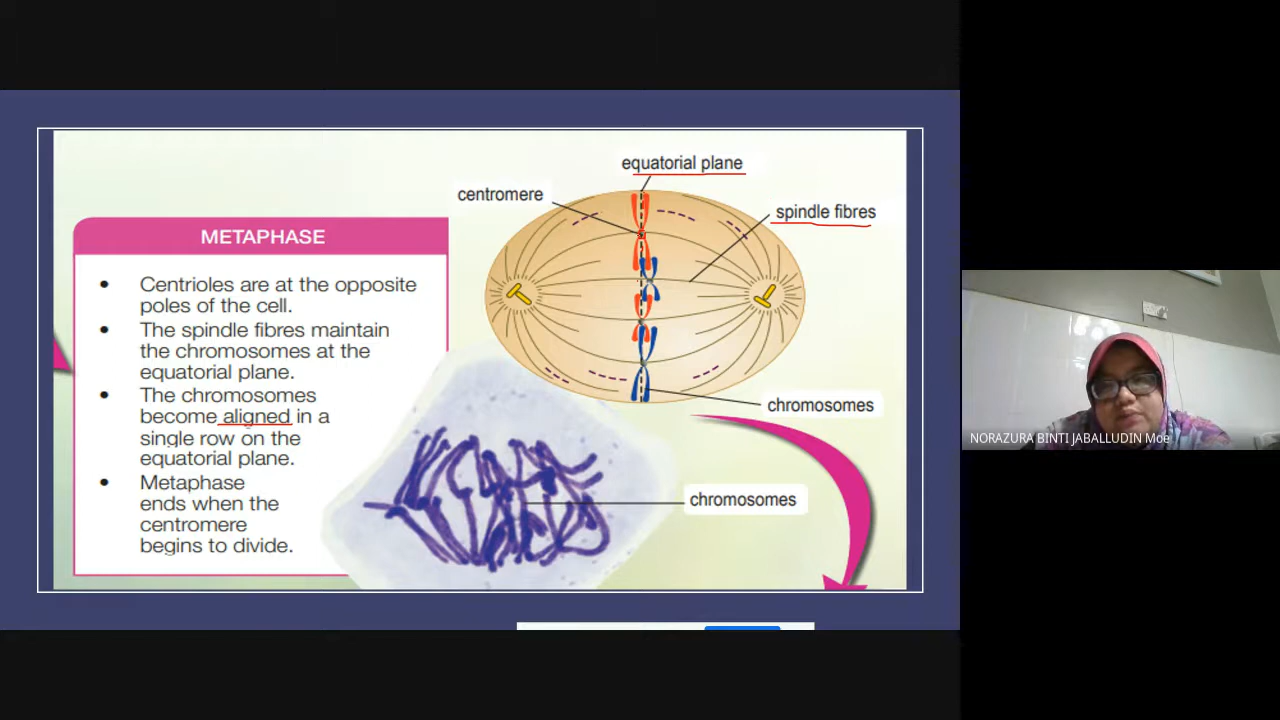 equatorial plane
centromere
spindle fibres
METAPHASE
• Centrioles are at the opposite
poles of the cell.
• The spindle fibres maintain
the chromosomes at the
equatorial plane.
• The chromosomes
become aligned in a
single row on the
equatorial plane.
• Metaphase
ends when the
centromere
begins to divide.
chromosomes
chromosomes
NORAZURA BINTI JABALLUDIN Moe